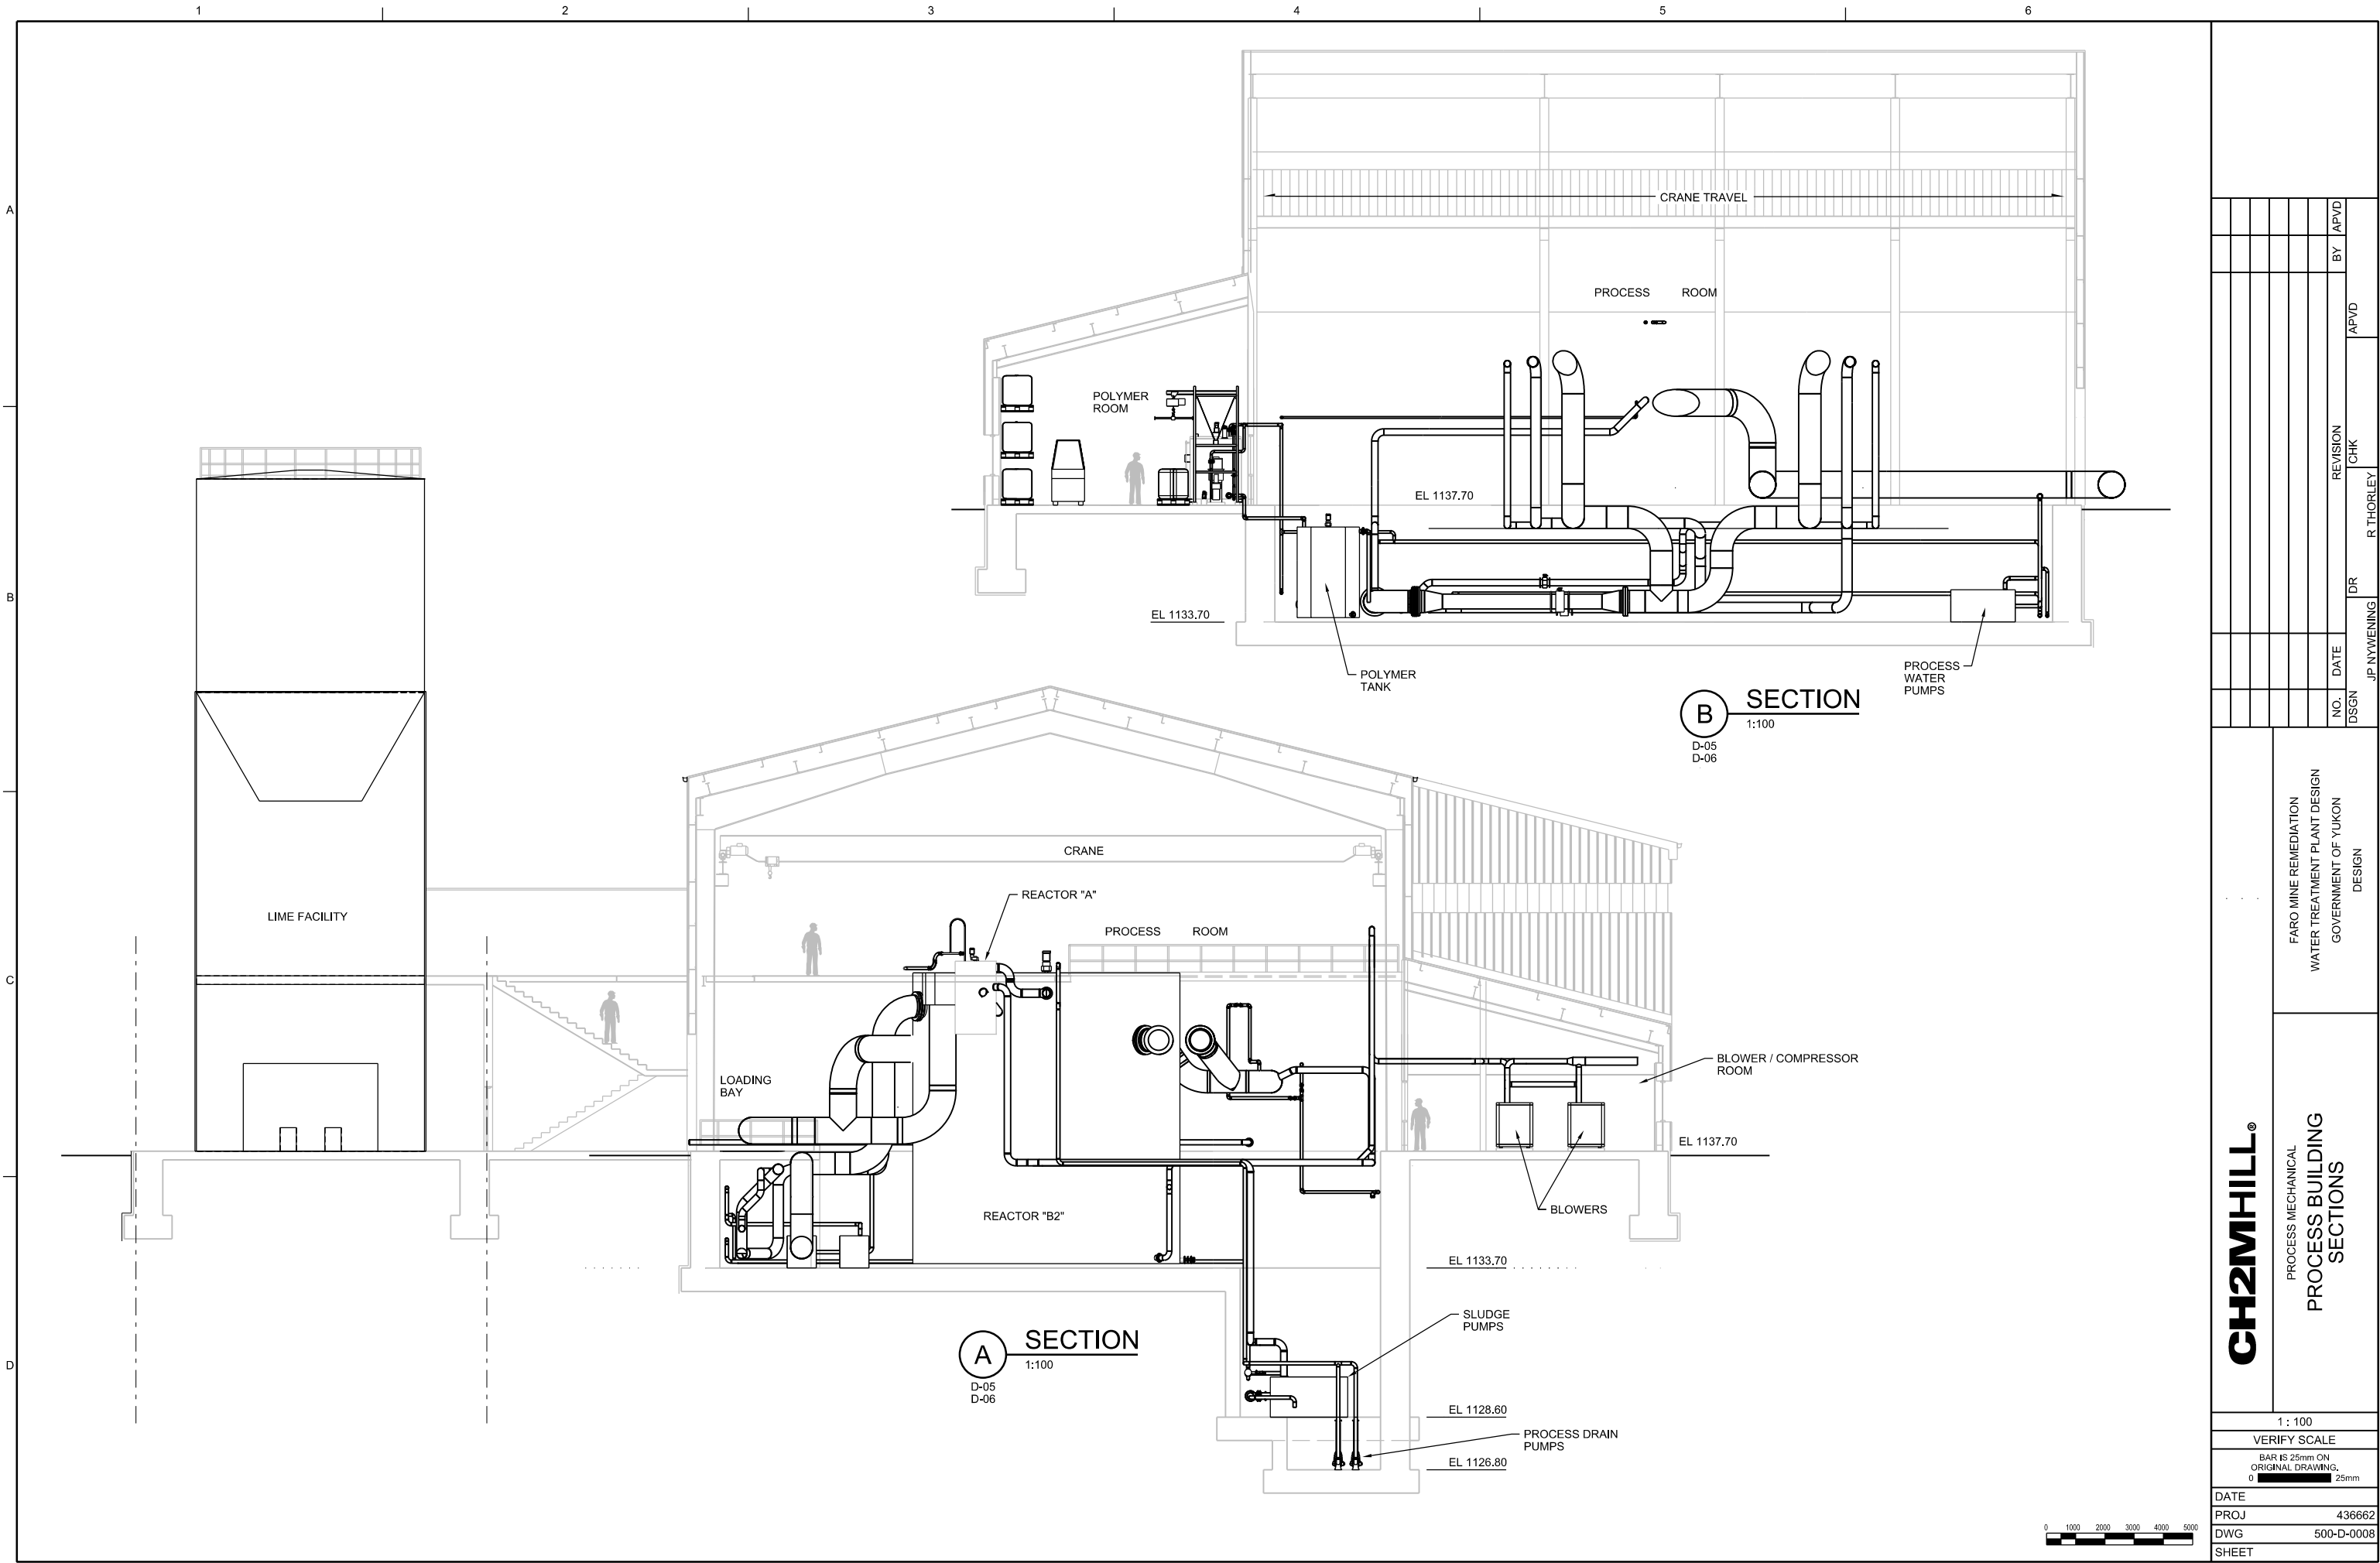 1 2 3 4 5 6
A
B
C
D
CRANE TRAVEL
PROCESS ROOM
POLYMER
ROOM
EL 1137.70
EL 1133.70
POLYMER
TANK
PROCESS
WATER
PUMPS
B SECTION
1:100
D-05
D-06
LIME FACILITY
CRANE
REACTOR "A"
PROCESS ROOM
LOADING
BAY
BLOWER / COMPRESSOR
ROOM
EL 1137.70
BLOWERS
REACTOR "B2"
EL 1133.70
SLUDGE
PUMPS
A SECTION
1:100
D-05
D-06
EL 1128.60
PROCESS DRAIN
PUMPS
EL 1126.80
0 1000 2000 3000 4000 5000
NO. DATE REVISION BY APVD
DSGN DR CHK APVD
JP NYWENING R THORLEY
FARO MINE REMEDIATION
WATER TREATMENT PLANT DESIGN
GOVERNMENT OF YUKON
DESIGN
CH2MHILL®
PROCESS MECHANICAL
PROCESS BUILDING
SECTIONS
1 : 100
VERIFY SCALE
BAR IS 25mm ON
ORIGINAL DRAWING.
0 25mm
DATE
PROJ 436662
DWG 500-D-0008
SHEET